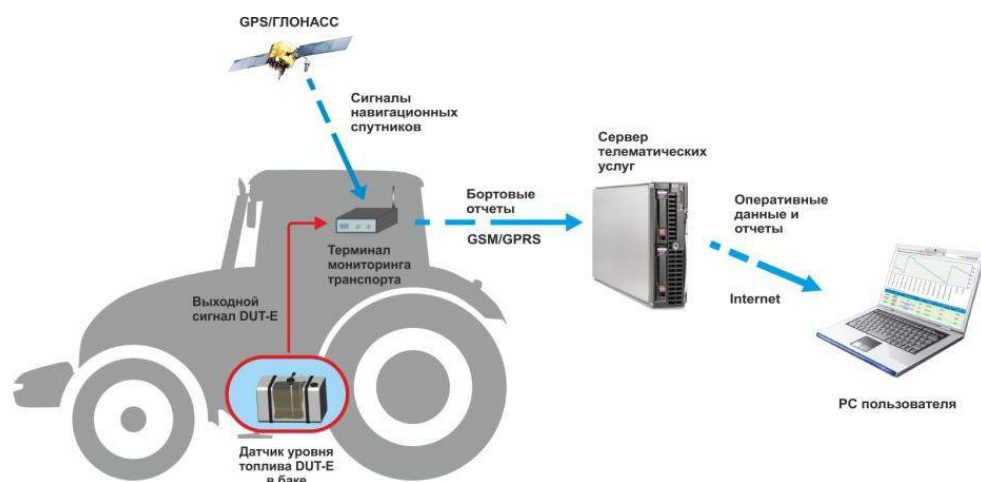 GPS/ГЛОНАСС
Сигналы
навигационных
спутников
Сервер
телематических
услуг
Бортовые
отчеты
GSM/GPRS
Оперативные
данные и
отчеты
Internet
Терминал
мониторинга
транспорта
Выходной
сигнал DUT-E
PC пользователя
Датчик уровня
топлива DUT-E
в баке